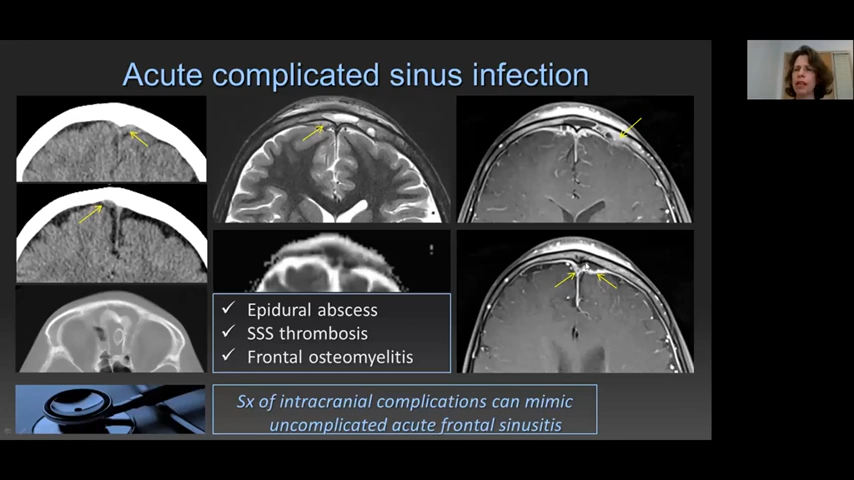 Acute complicated sinus infection
✓ Epidural abscess
✓ SSS thrombosis
✓ Frontal osteomyelitis
Sx of intracranial complications can mimic
uncomplicated acute frontal sinusitis